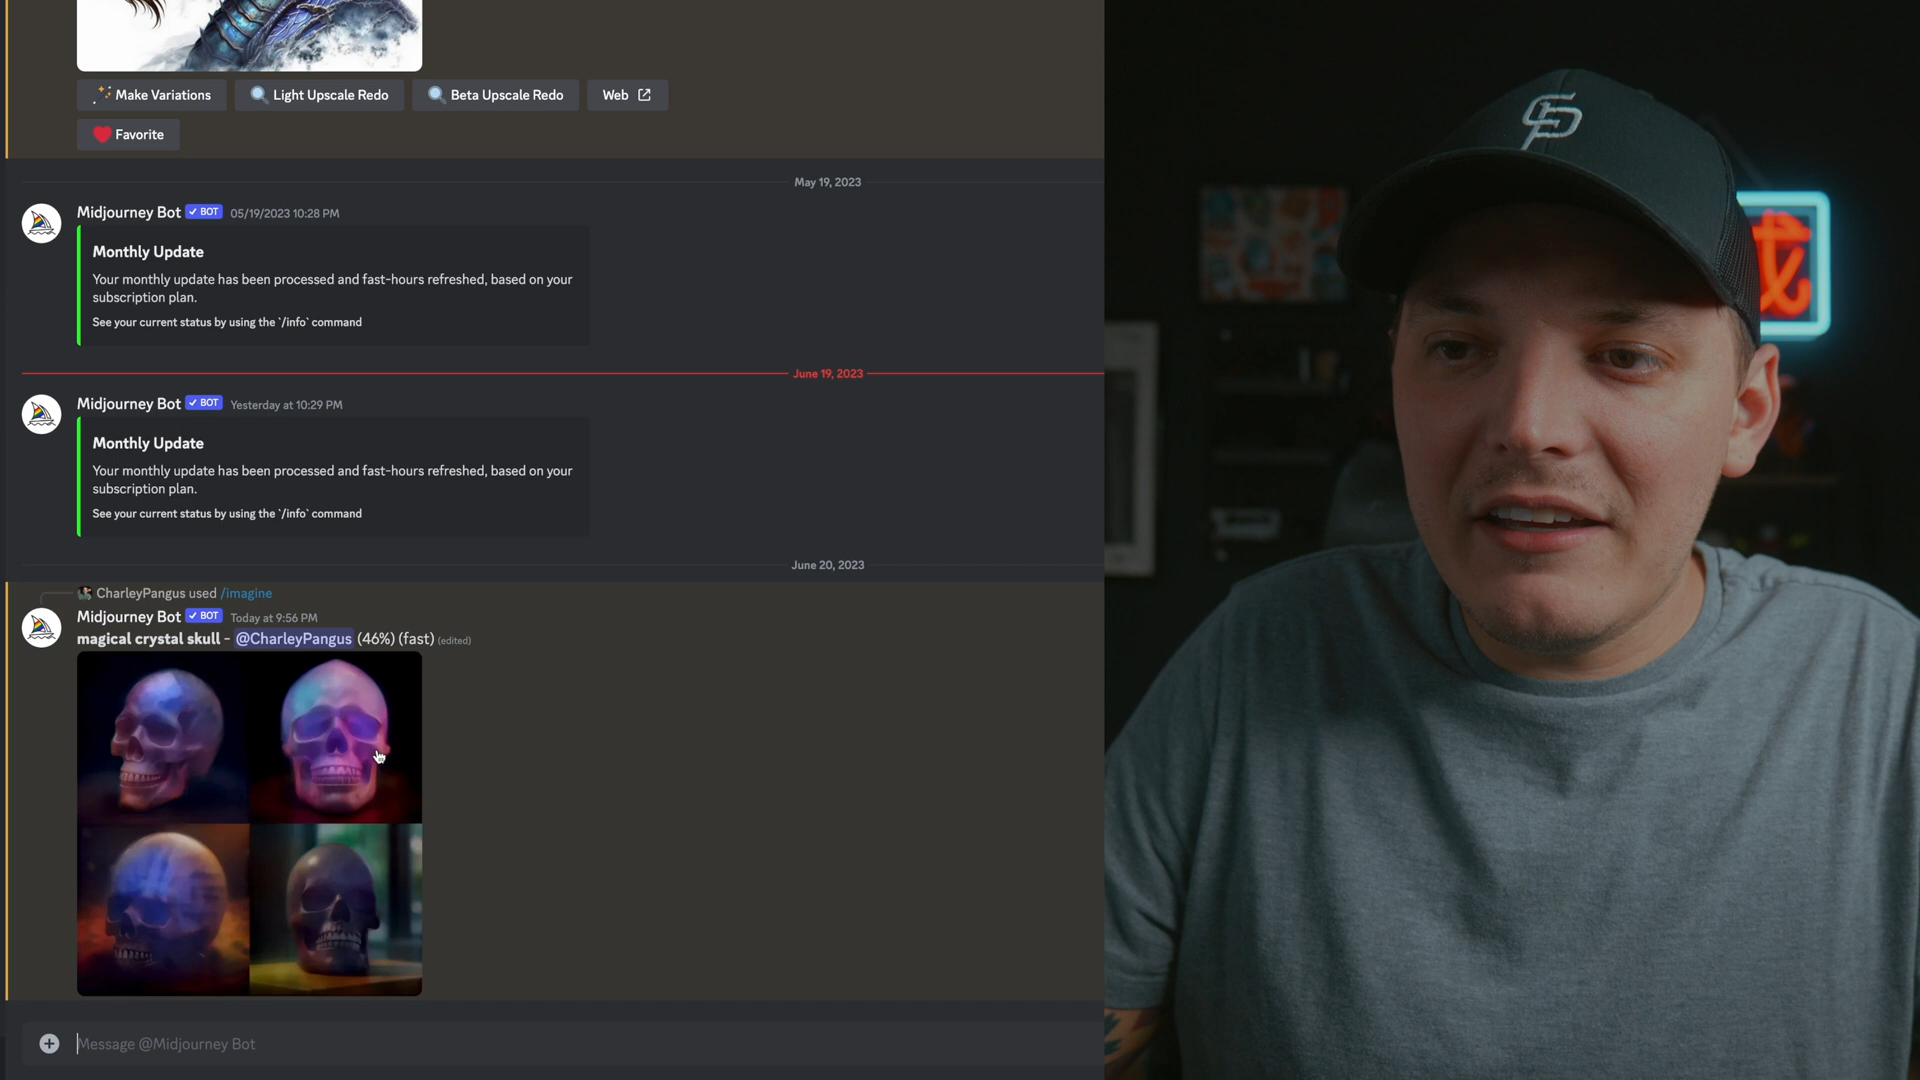 Make Variations
Light Upscale Redo
Beta Upscale Redo
Web
Favorite
May 19, 2023
Midjourney Bot ✓ BOT 05/19/2023 10:28 PM
Monthly Update
Your monthly update has been processed and fast-hours refreshed, based on your
subscription plan.
See your current status by using the `/info` command
June 19, 2023
Midjourney Bot ✓ BOT Yesterday at 10:29 PM
Monthly Update
Your monthly update has been processed and fast-hours refreshed, based on your
subscription plan.
See your current status by using the `/info` command
June 20, 2023
CharleyPangus used /imagine
Midjourney Bot ✓ BOT Today at 9:56 PM
magical crystal skull - @CharleyPangus (46%) (fast) (edited)
Message @Midjourney Bot